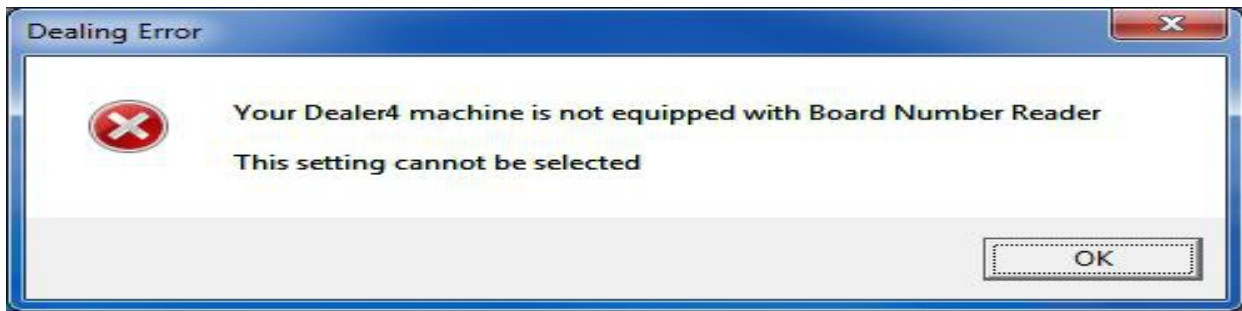 Dealing Error
Your Dealer4 machine is not equipped with Board Number Reader
This setting cannot be selected
OK